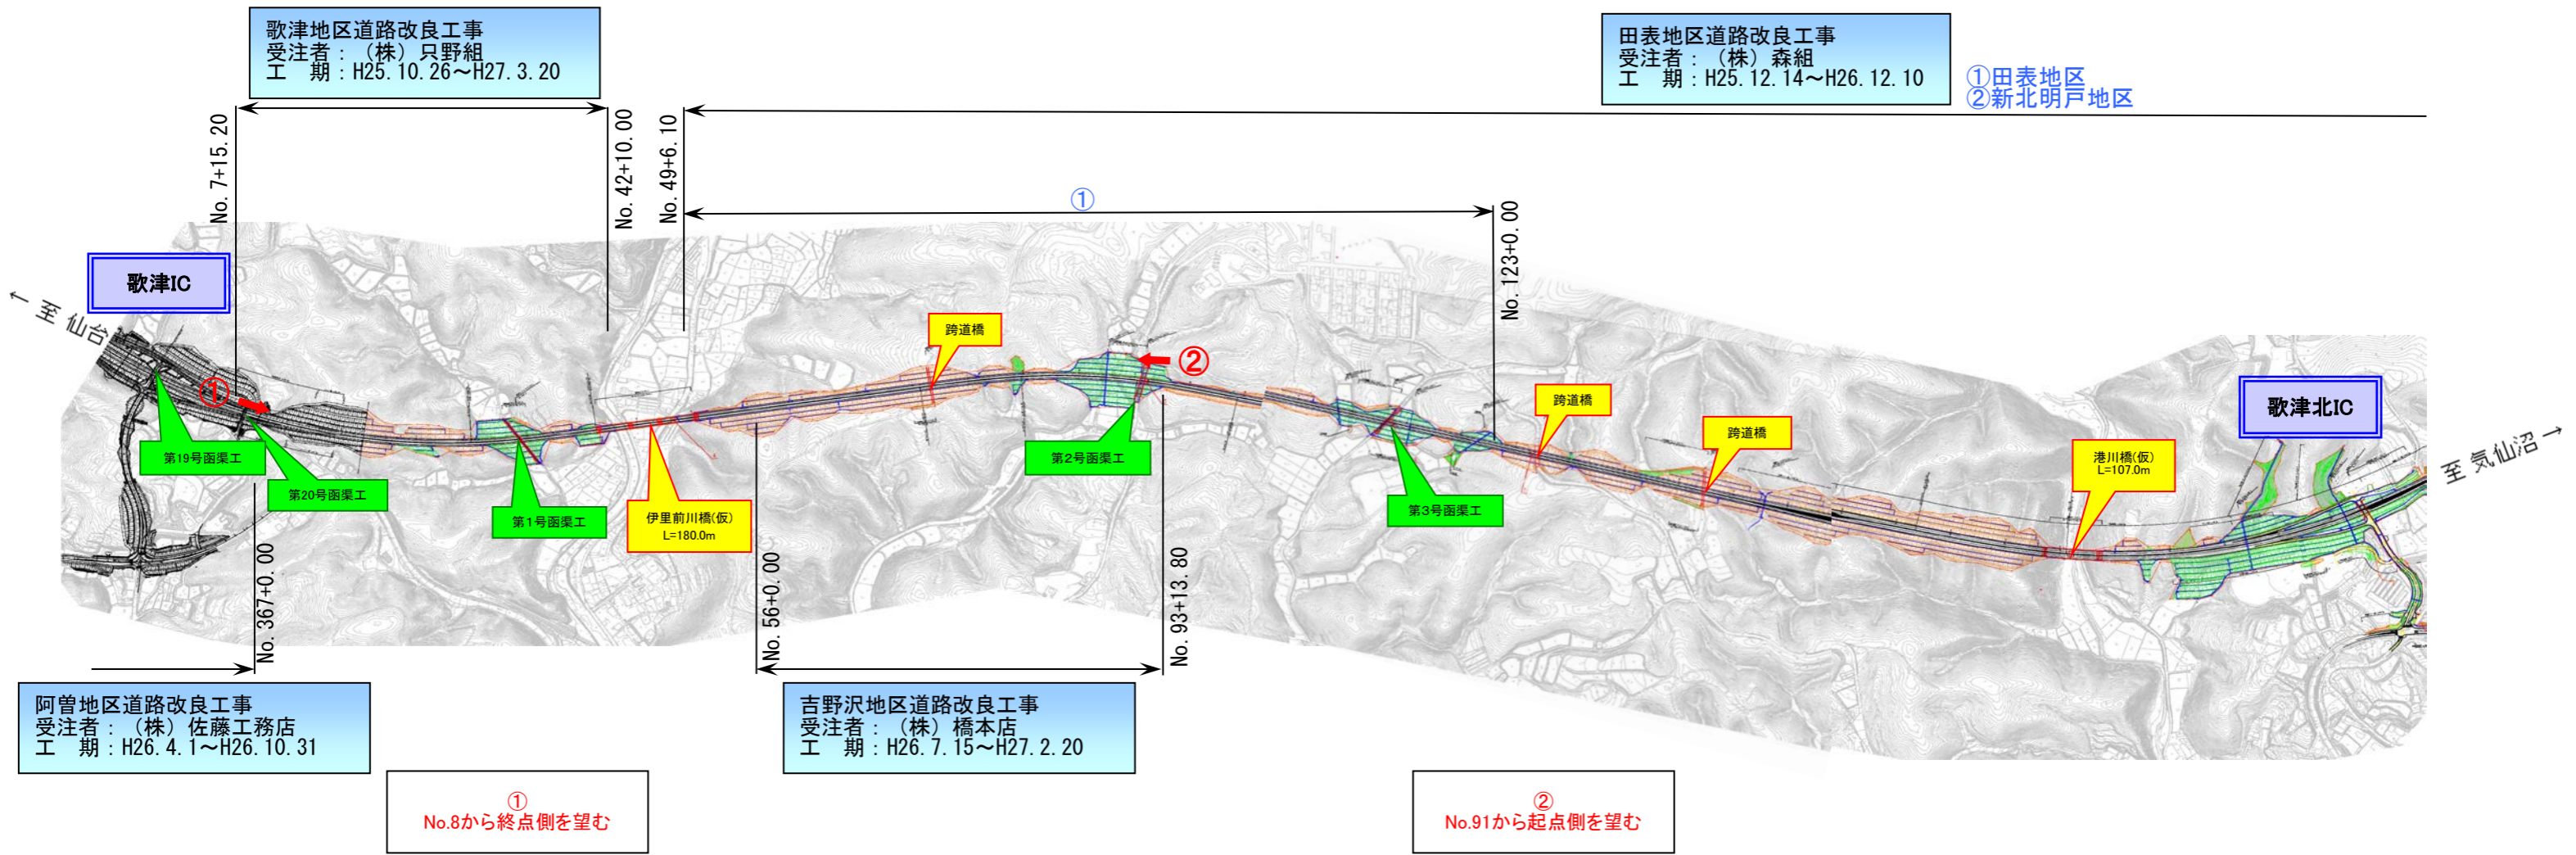 歌津地区道路改良工事
受注者：（株）只野組
工　期：H25.10.26～H27.3.20
田表地区道路改良工事
受注者：（株）森組
工　期：H25.12.14～H26.12.10
①田表地区
②新北明戸地区
No. 7+15. 20
No. 42+10. 00
No. 49+6. 10
①
No. 123+0. 00
歌津IC
← 至 仙台
跨道橋
②
①
跨道橋
跨道橋
歌津北IC
至 気仙沼 →
第19号函渠工
第20号函渠工
第1号函渠工
伊里前川橋(仮)
L=180.0m
第2号函渠工
第3号函渠工
港川橋(仮)
L=107.0m
No. 367+0. 00
No. 56+0. 00
No. 93+13. 80
阿曽地区道路改良工事
受注者：（株）佐藤工務店
工　期：H26.4.1～H26.10.31
吉野沢地区道路改良工事
受注者：（株）橋本店
工　期：H26.7.15～H27.2.20
①
No.8から終点側を望む
②
No.91から起点側を望む